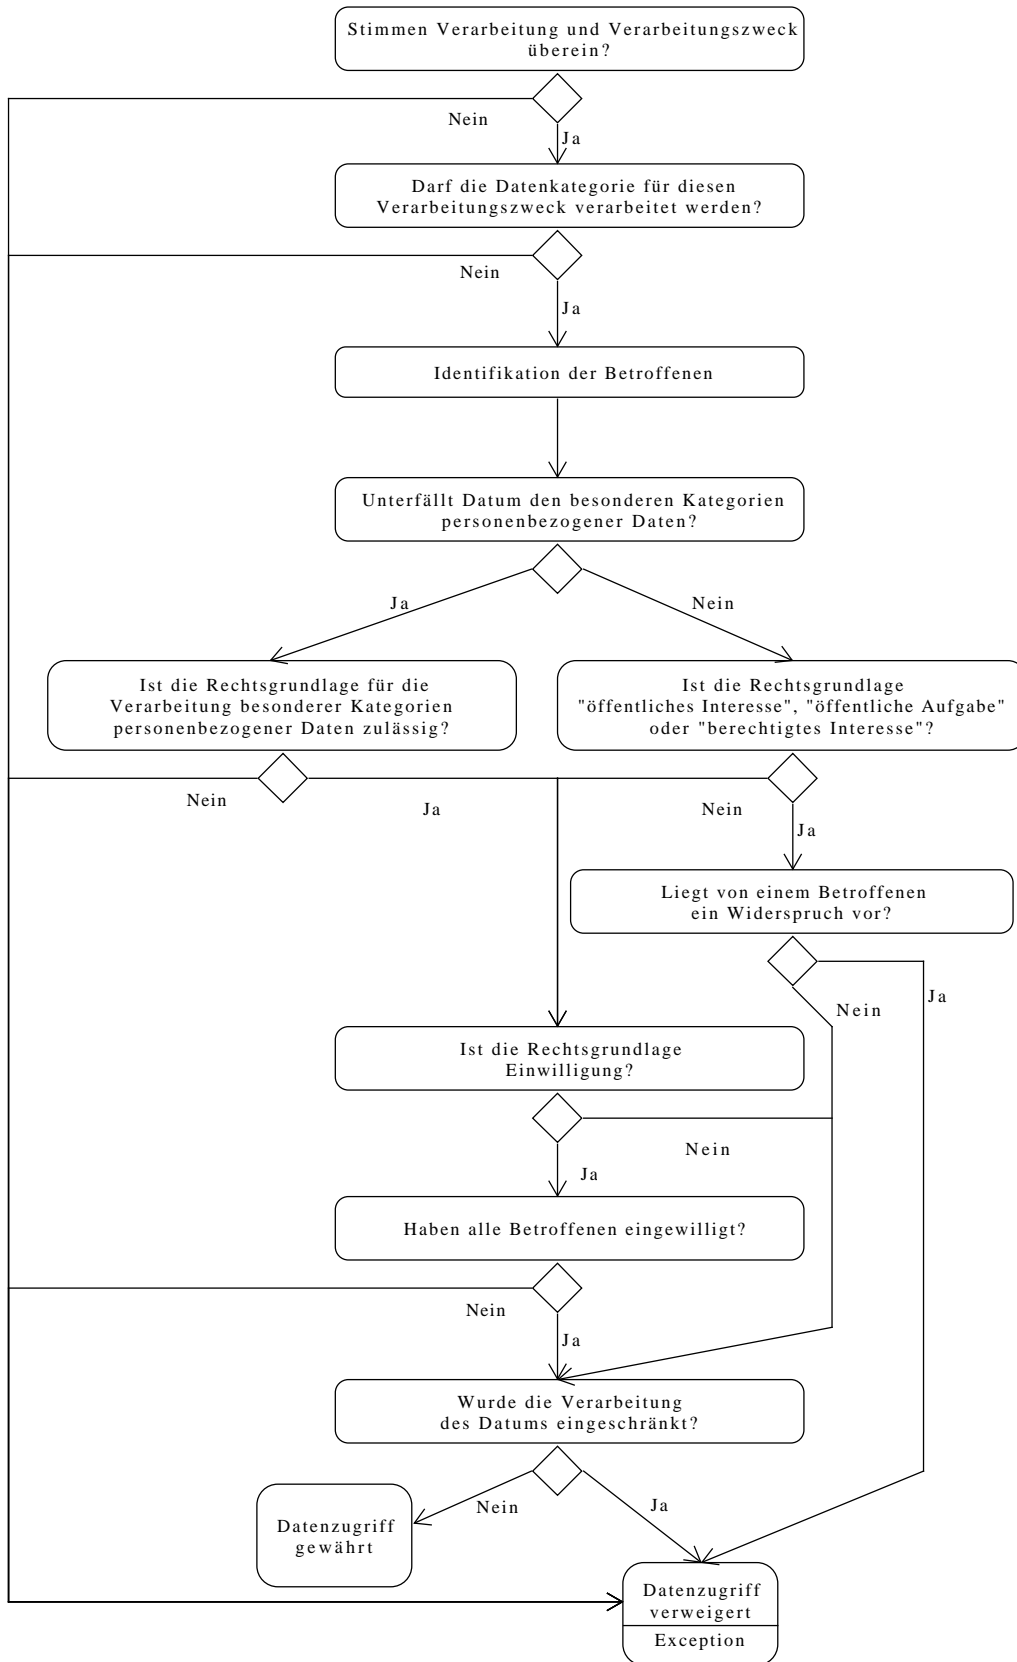 Stimmen Verarbeitung und Verarbeitungszweck
überein?
Nein
Ja
Darf die Datenkategorie für diesen
Verarbeitungszweck verarbeitet werden?
Nein
Ja
Identifikation der Betroffenen
Unterfällt Datum den besonderen Kategorien
personenbezogener Daten?
Ja
Nein
Ist die Rechtsgrundlage für die
Verarbeitung besonderer Kategorien
personenbezogener Daten zulässig?
Ist die Rechtsgrundlage
"öffentliches Interesse", "öffentliche Aufgabe"
oder "berechtigtes Interesse"?
Nein
Ja
Nein
Ja
Liegt von einem Betroffenen
ein Widerspruch vor?
Nein
Ja
Ist die Rechtsgrundlage
Einwilligung?
Nein
Ja
Haben alle Betroffenen eingewilligt?
Nein
Ja
Wurde die Verarbeitung
des Datums eingeschränkt?
Nein
Ja
Datenzugriff
gewährt
Datenzugriff
verweigert
Exception